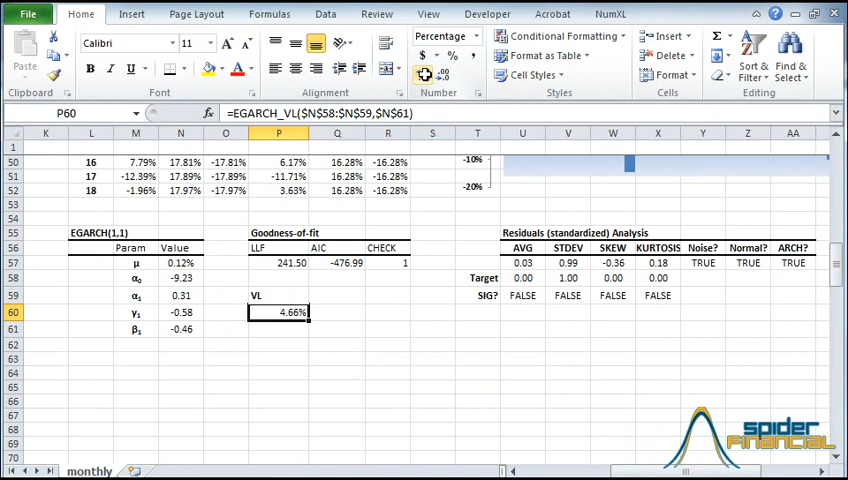 File Home Insert Page Layout Formulas Data Review View Developer Acrobat NumXL
Paste
Calibri 11
B I U
Percentage
$ % ,
Conditional Formatting
Format as Table
Cell Styles
Insert
Delete
Format
Σ
Sort & Filter
Find & Select
Clipboard Font Alignment Number Styles Cells Editing
P60 fx =EGARCH_VL($N$58:$N$59,$N$61)
K L M N O P Q R S T U V W X Y Z AA
1
50 16 7.79% 17.81% -17.81% 6.17% 16.28% -16.28% -10%
51 17 -12.39% 17.89% -17.89% -11.71% 16.28% -16.28%
52 18 -1.96% 17.97% -17.97% 3.63% 16.28% -16.28% -20%
53
54
55 EGARCH(1,1) Goodness-of-fit Residuals (standardized) Analysis
56 Param Value LLF AIC CHECK AVG STDEV SKEW KURTOSIS Noise? Normal? ARCH?
57 μ 0.12% 241.50 -476.99 1 0.03 0.99 -0.36 0.18 TRUE TRUE TRUE
58 α₀ -9.23 Target 0.00 1.00 0.00 0.00
59 α₁ 0.31 VL SIG? FALSE FALSE FALSE FALSE
60 γ₁ -0.58 4.66%
61 β₁ -0.46
62
63
64
65
66
67
68
69
70
monthly
spider
FINANCIAL